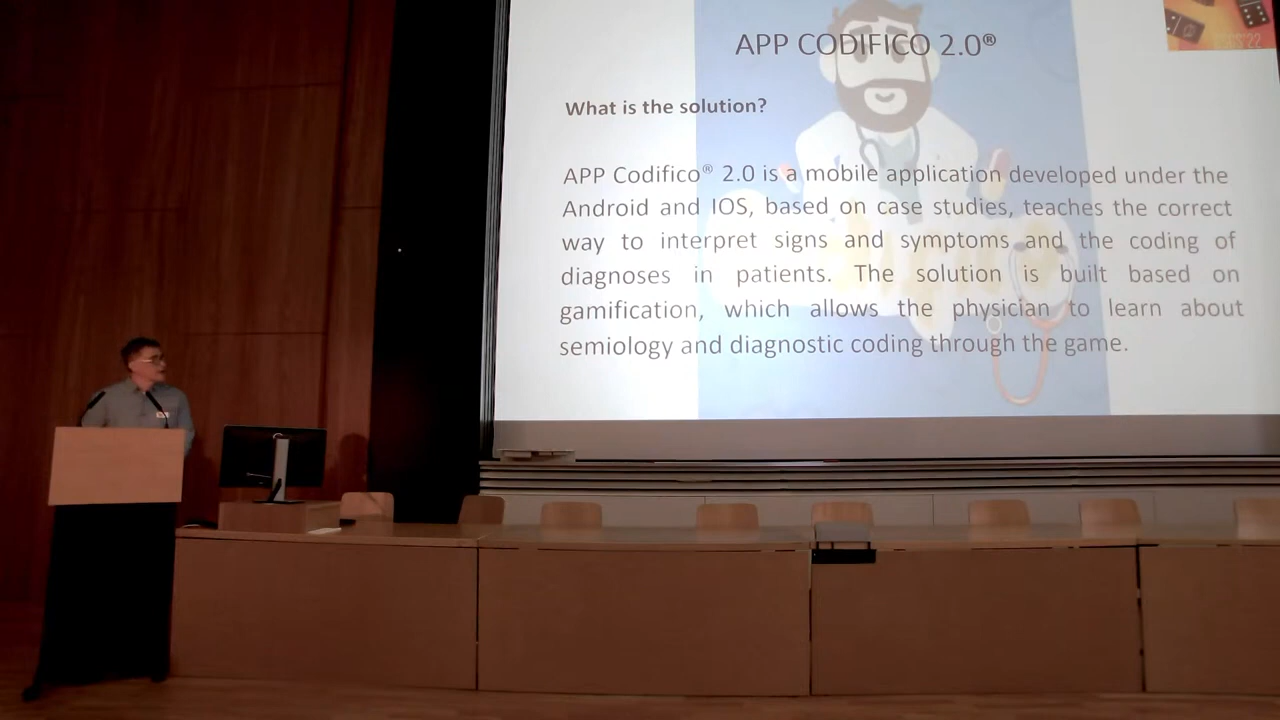 APP CODIFICO 2.0®
What is the solution?
APP Codifico® 2.0 is a mobile application developed under the
Android and IOS, based on case studies, teaches the correct
way to interpret signs and symptoms and the coding of
diagnoses in patients. The solution is built based on
gamification, which allows the physician to learn about
semiology and diagnostic coding through the game.